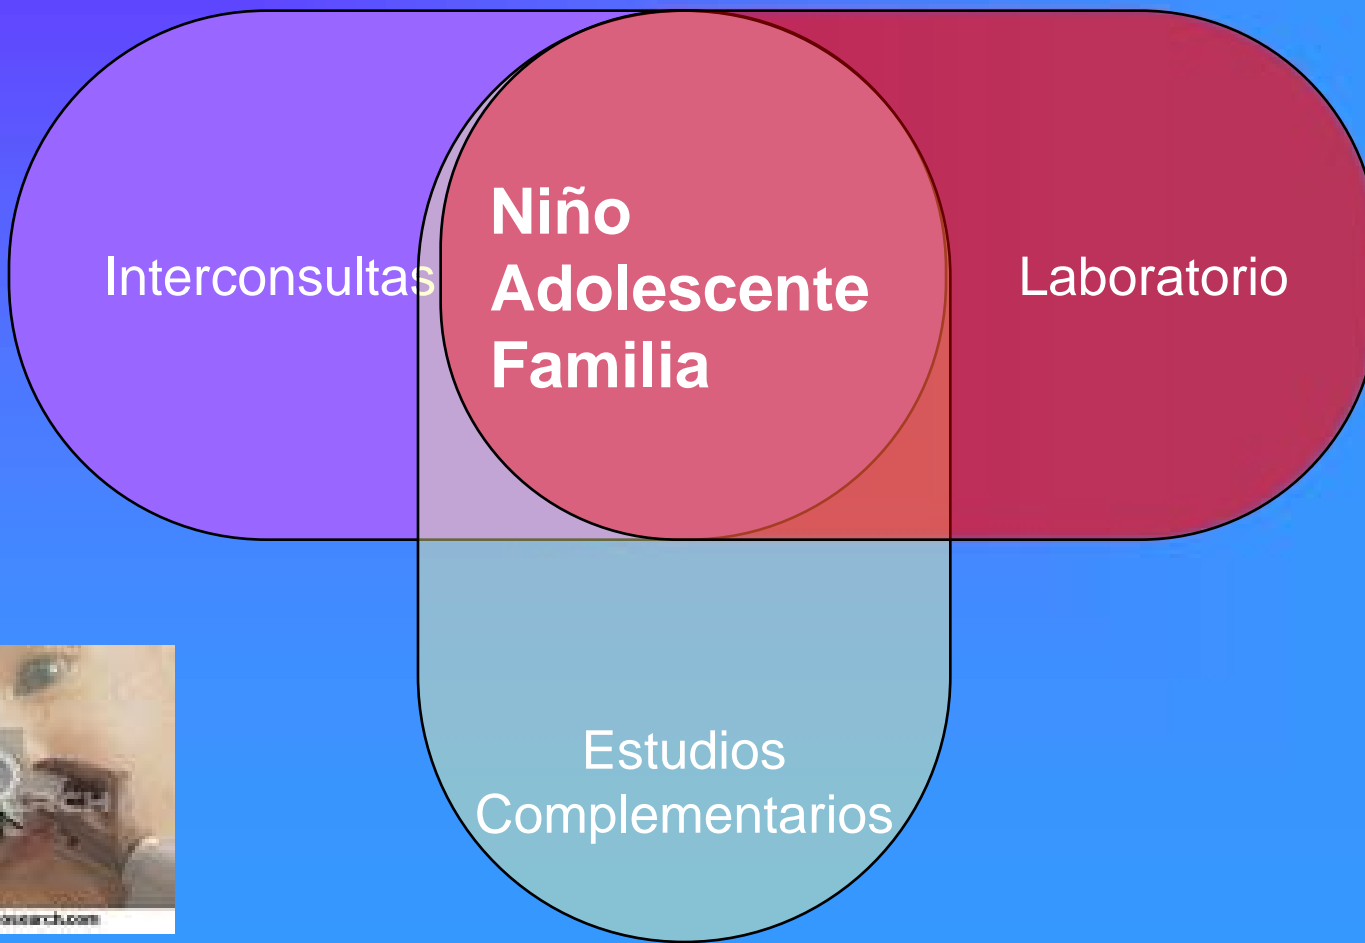 Niño
Adolescente
Familia
Interconsultas
Laboratorio
Estudios
Complementarios